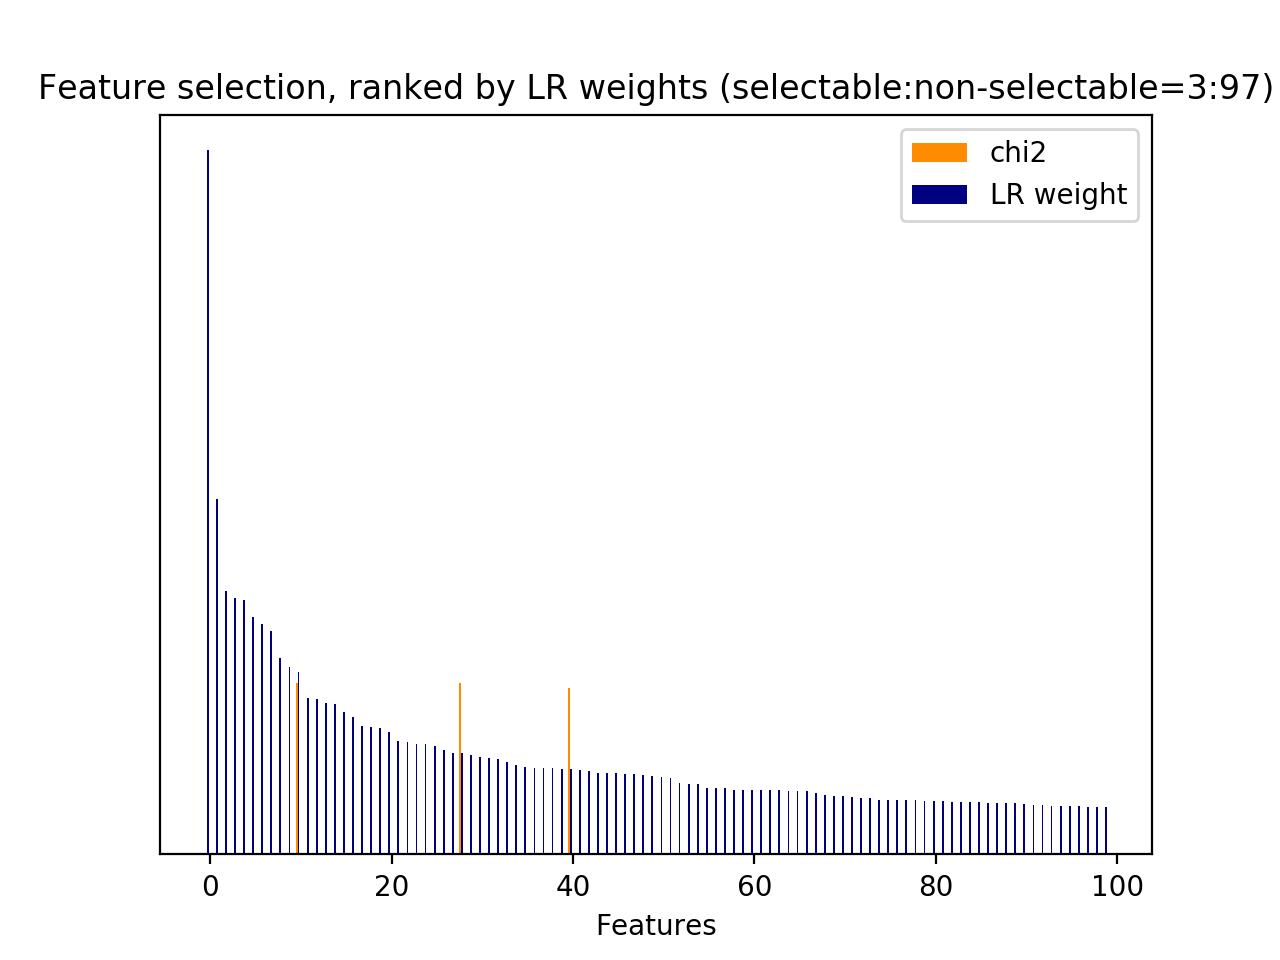 Feature selection, ranked by LR weights (selectable:non-selectable=3:97)
chi2
LR weight
0 20 40 60 80 100
Features